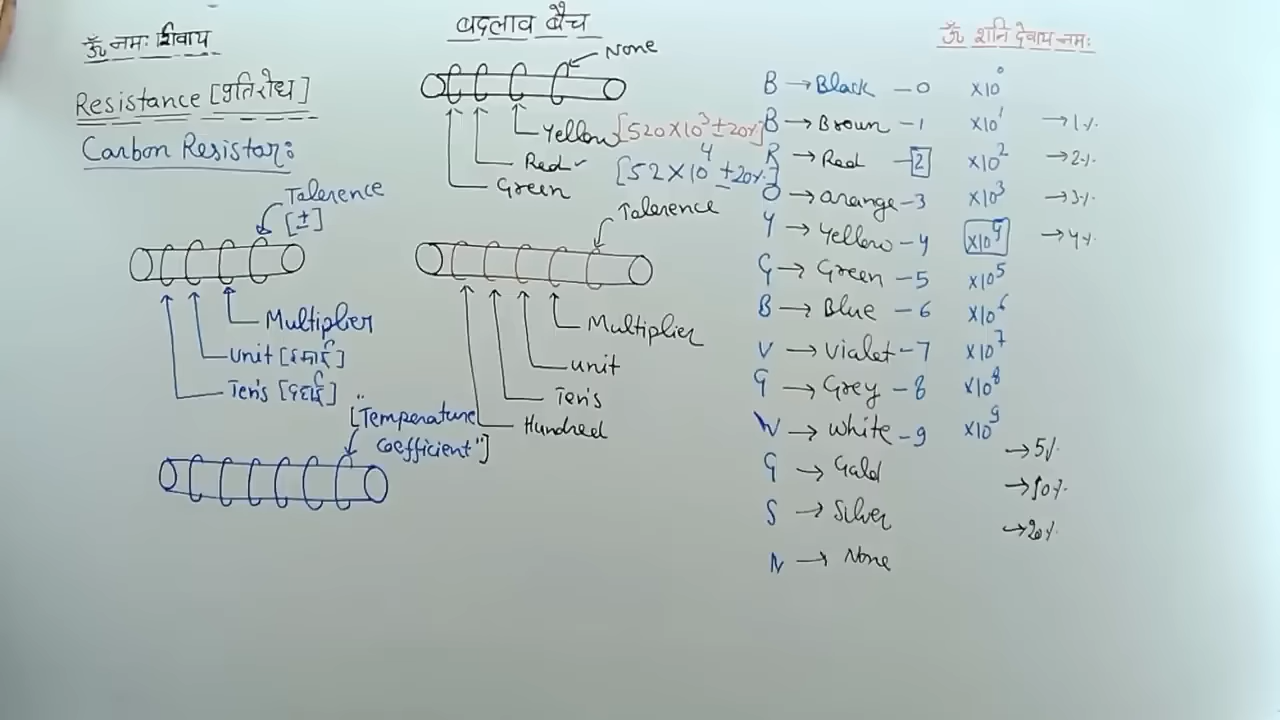 ॐ नमः शिवाय
बदलाव बैच
ॐ शनि देवाय नमः
Resistance [प्रतिरोध]
Carbon Resistor:
None
Yellow [520×10³±20%]
Red
[52×10⁴±20%]
Green
Talerence
[±]
Multiplier
unit [इकाई]
Ten's [दहाई]
Talerence
Multiplier
unit
Ten's
Hundred
["Temperature
coefficient"]
B → Black - 0 ×10⁰
B → Brown - 1 ×10¹ → 1%
R → Red - 2 ×10² → 2%
O → orange - 3 ×10³ → 3%
Y → Yellow - 4 ×10⁴ → 4%
G → Green - 5 ×10⁵
B → Blue - 6 ×10⁶
V → vialet - 7 ×10⁷
G → Grey - 8 ×10⁸
W → white - 9 ×10⁹
G → Gald → 5%
S → Silver → 10%
N → None → 20%